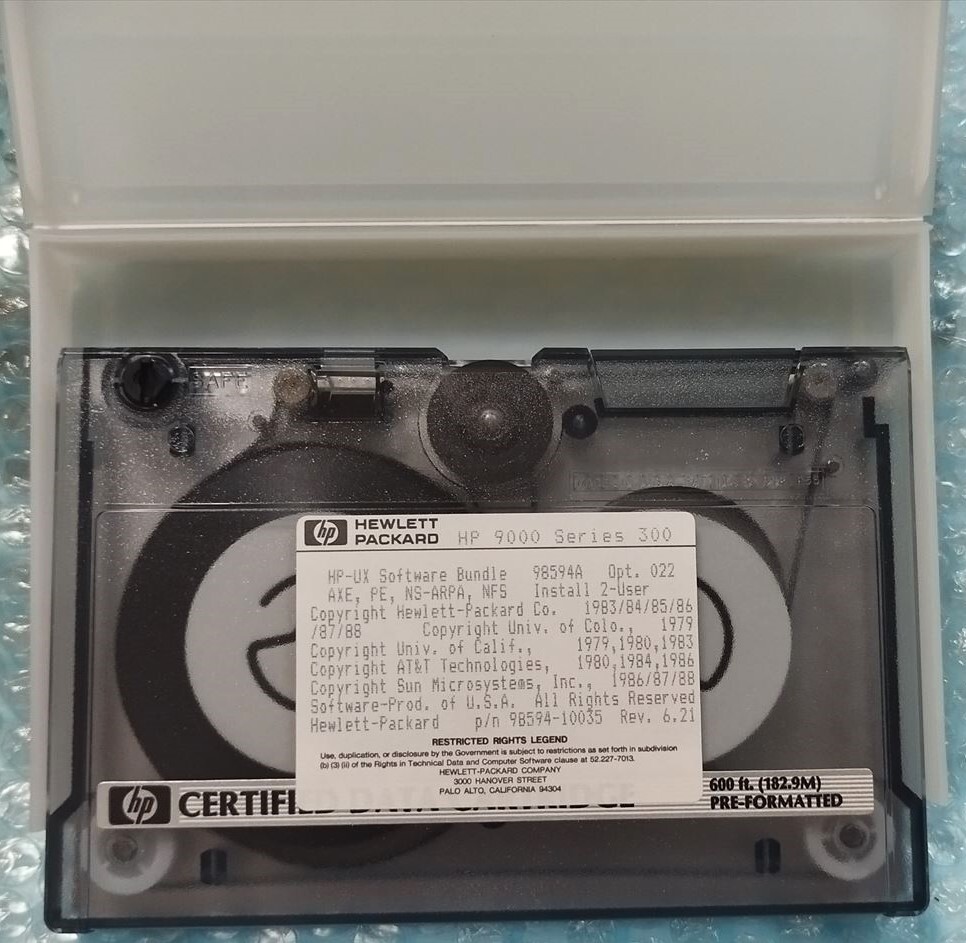 SAFE
hp HEWLETT
PACKARD HP 9000 Series 300
HP-UX Software Bundle 98594A Opt. 022
AXE, PE, NS-ARPA, NFS Install 2-User
Copyright Hewlett-Packard Co. 1983/84/85/86
/87/88 Copyright Univ. of Colo., 1979
Copyright Univ. of Calif., 1979,1980,1983
Copyright AT&T Technologies, 1980,1984,1986
Copyright Sun Microsystems, Inc., 1986/87/88
Software-Prod. of U.S.A. All Rights Reserved
Hewlett-Packard p/n 98594-10035 Rev. 6.21
RESTRICTED RIGHTS LEGEND
Use, duplication, or disclosure by the Government is subject to restrictions as set forth in subdivision
(b) (3) (ii) of the Rights in Technical Data and Computer Software clause at 52.227-7013.
HEWLETT-PACKARD COMPANY
3000 HANOVER STREET
PALO ALTO, CALIFORNIA 94304
hp CERTIFIED DATA CARTRIDGE
600 ft. (182.9M)
PRE-FORMATTED